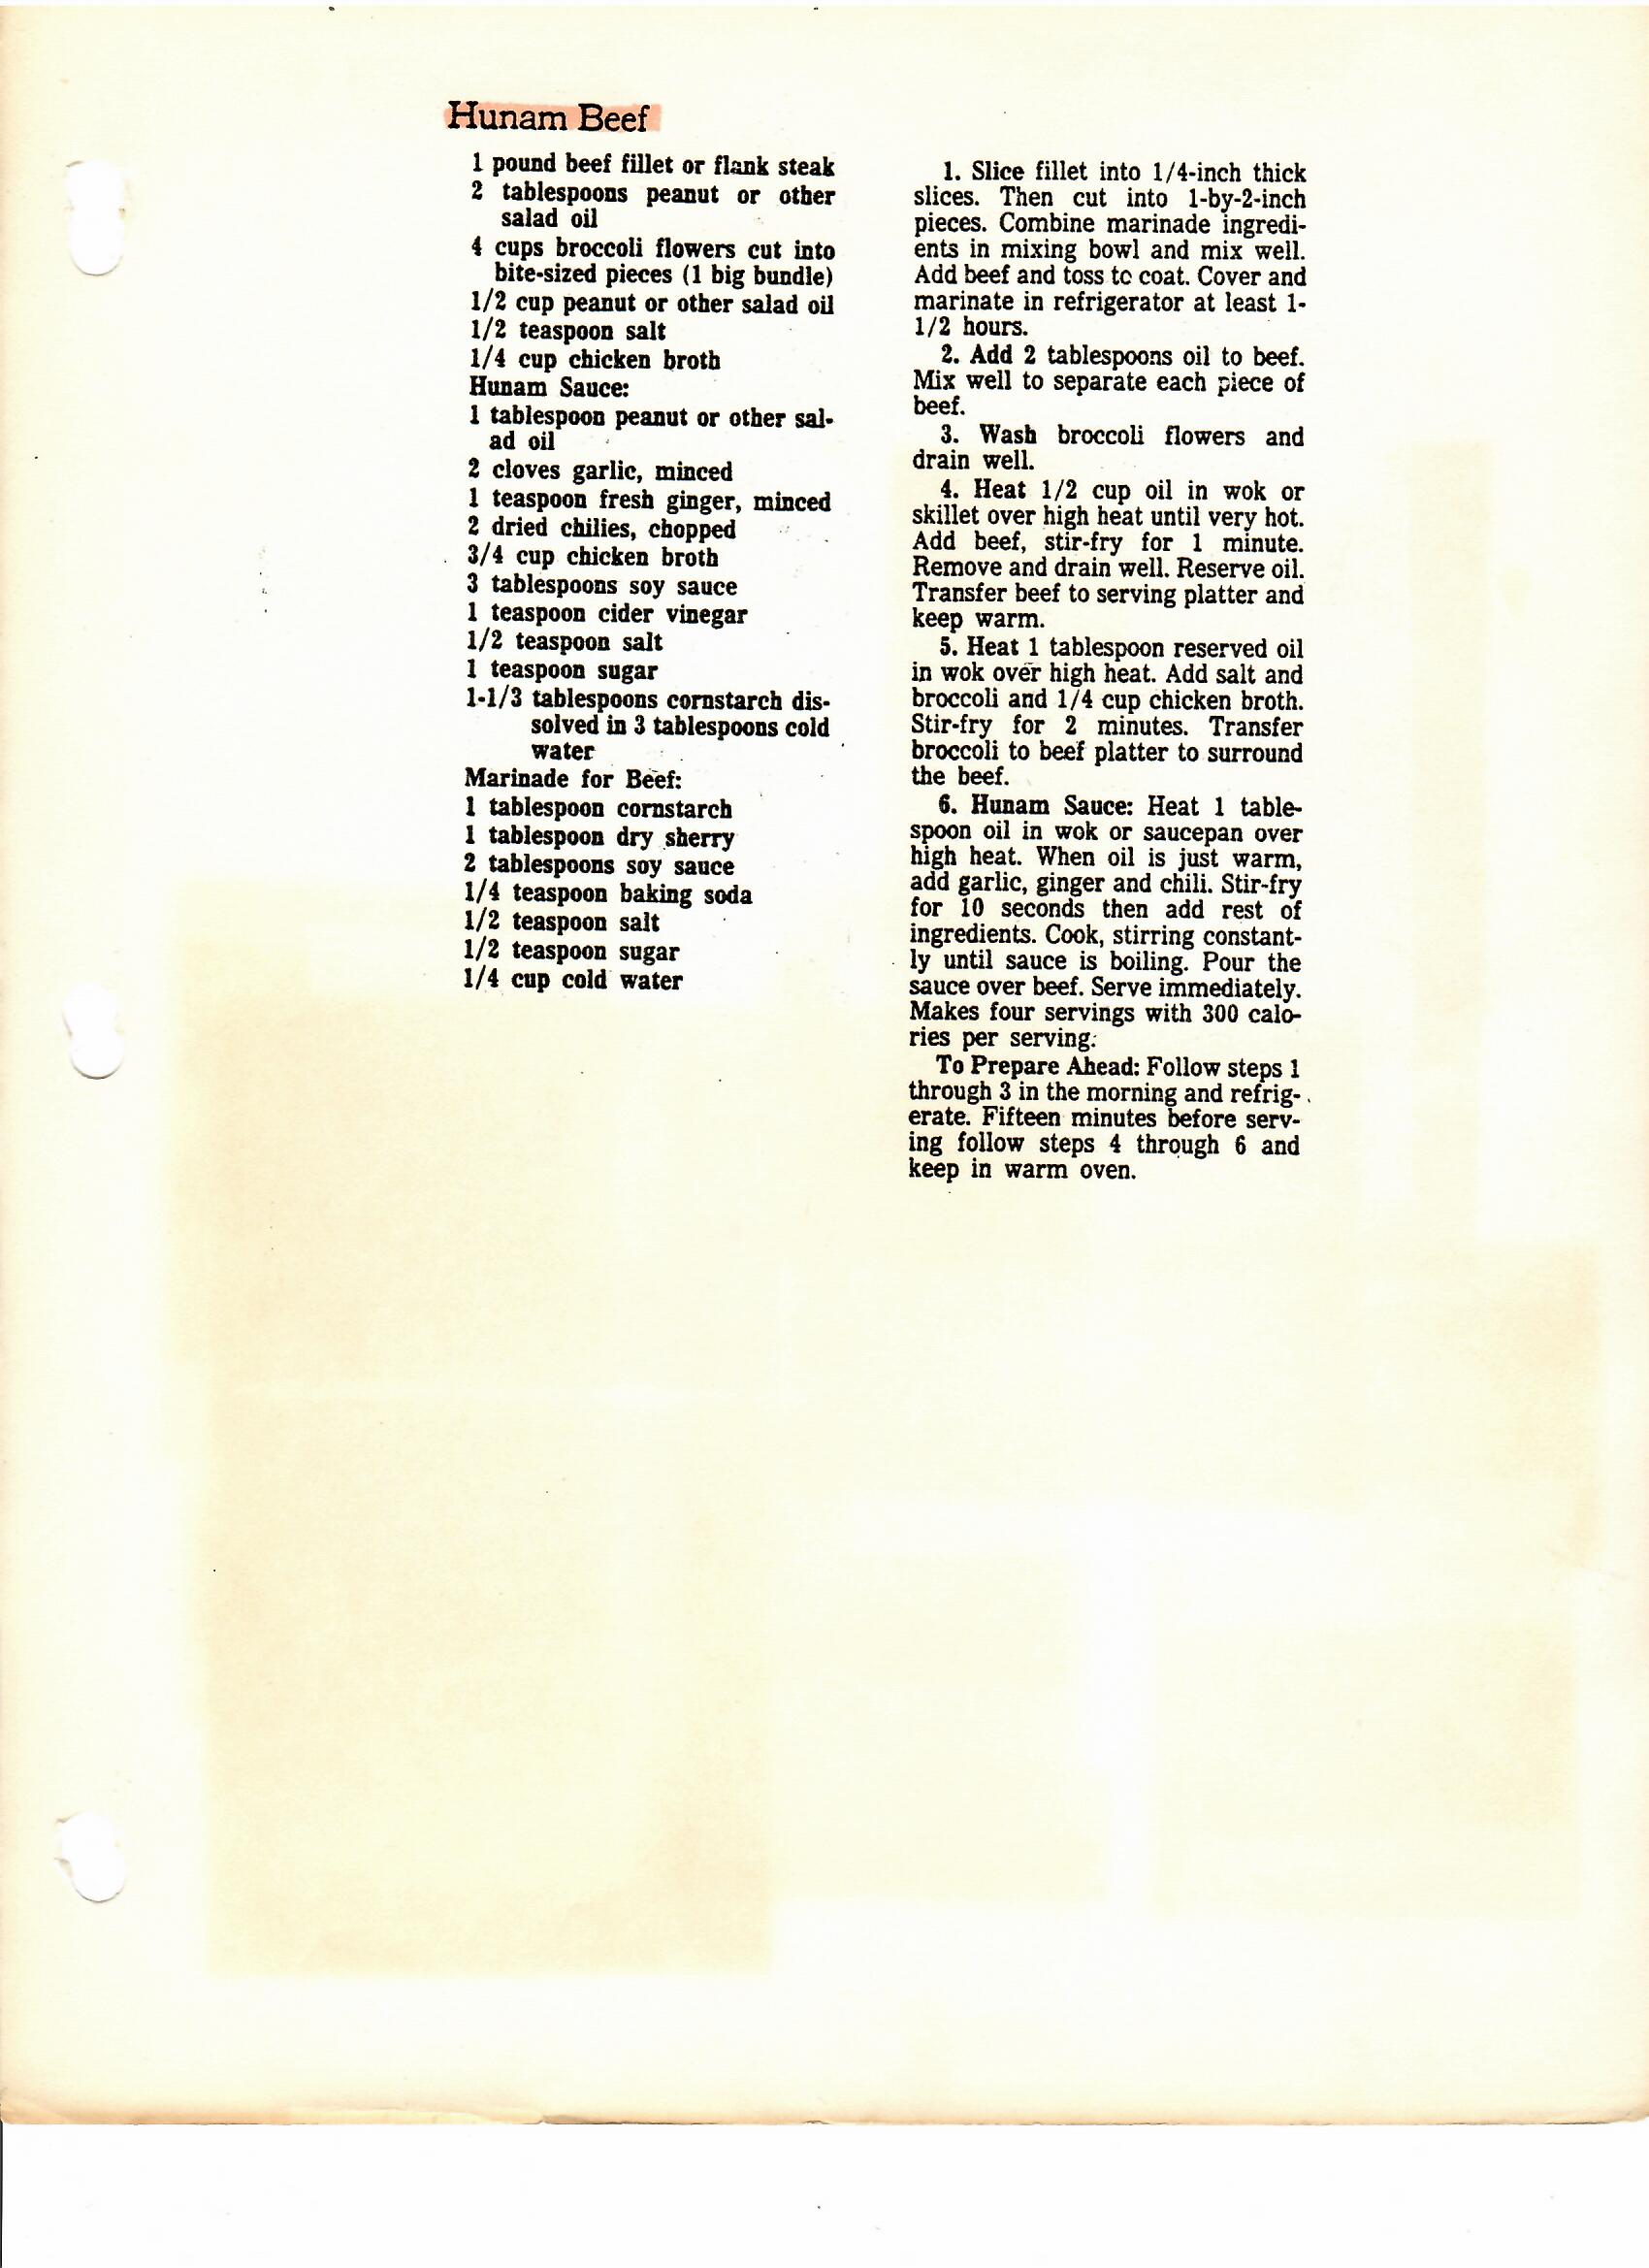 Hunam Beef
1 pound beef fillet or flank steak
2 tablespoons peanut or other
salad oil
4 cups broccoli flowers cut into
bite-sized pieces (1 big bundle)
1/2 cup peanut or other salad oil
1/2 teaspoon salt
1/4 cup chicken broth
Hunam Sauce:
1 tablespoon peanut or other sal-
ad oil
2 cloves garlic, minced
1 teaspoon fresh ginger, minced
2 dried chilies, chopped
3/4 cup chicken broth
3 tablespoons soy sauce
1 teaspoon cider vinegar
1/2 teaspoon salt
1 teaspoon sugar
1-1/3 tablespoons cornstarch dis-
solved in 3 tablespoons cold
water
Marinade for Beef:
1 tablespoon cornstarch
1 tablespoon dry sherry
2 tablespoons soy sauce
1/4 teaspoon baking soda
1/2 teaspoon salt
1/2 teaspoon sugar
1/4 cup cold water
1. Slice fillet into 1/4-inch thick
slices. Then cut into 1-by-2-inch
pieces. Combine marinade ingredi-
ents in mixing bowl and mix well.
Add beef and toss to coat. Cover and
marinate in refrigerator at least 1-
1/2 hours.
2. Add 2 tablespoons oil to beef.
Mix well to separate each piece of
beef.
3. Wash broccoli flowers and
drain well.
4. Heat 1/2 cup oil in wok or
skillet over high heat until very hot.
Add beef, stir-fry for 1 minute.
Remove and drain well. Reserve oil.
Transfer beef to serving platter and
keep warm.
5. Heat 1 tablespoon reserved oil
in wok over high heat. Add salt and
broccoli and 1/4 cup chicken broth.
Stir-fry for 2 minutes. Transfer
broccoli to beef platter to surround
the beef.
6. Hunam Sauce: Heat 1 table-
spoon oil in wok or saucepan over
high heat. When oil is just warm,
add garlic, ginger and chili. Stir-fry
for 10 seconds then add rest of
ingredients. Cook, stirring constant-
ly until sauce is boiling. Pour the
sauce over beef. Serve immediately.
Makes four servings with 300 calo-
ries per serving.
To Prepare Ahead: Follow steps 1
through 3 in the morning and refrig-
erate. Fifteen minutes before serv-
ing follow steps 4 through 6 and
keep in warm oven.